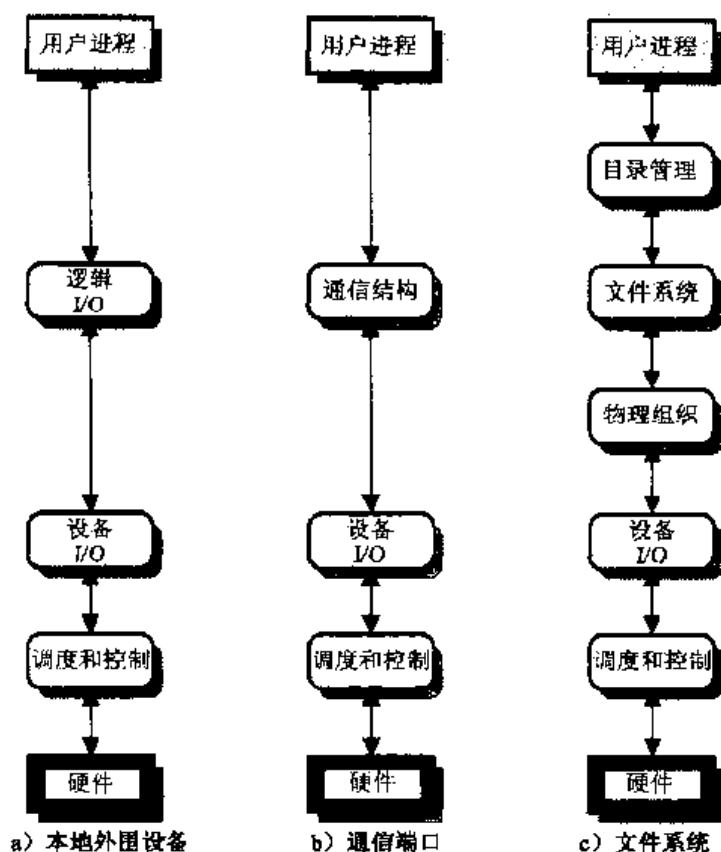 用户进程
逻辑
I/O
设备
I/O
调度和控制
硬件
a）本地外围设备
用户进程
通信结构
设备
I/O
调度和控制
硬件
b）通信端口
用户进程
目录管理
文件系统
物理组织
设备
I/O
调度和控制
硬件
c）文件系统